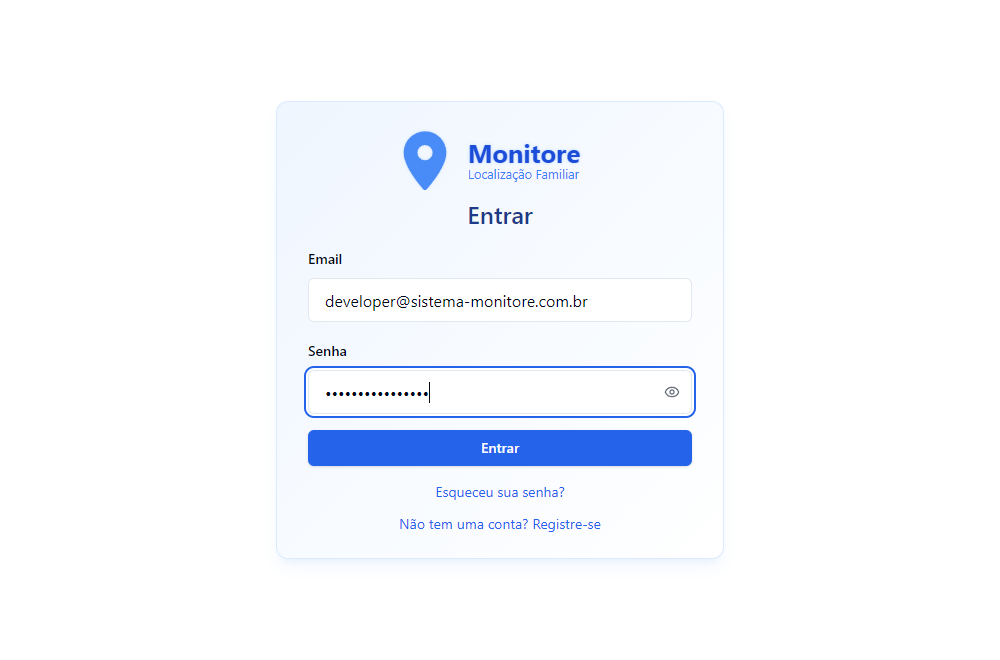 Monitore
Localização Familiar
Entrar
Email
developer@sistema-monitore.com.br
Senha
••••••••••••••••
Entrar
Esqueceu sua senha?
Não tem uma conta? Registre-se